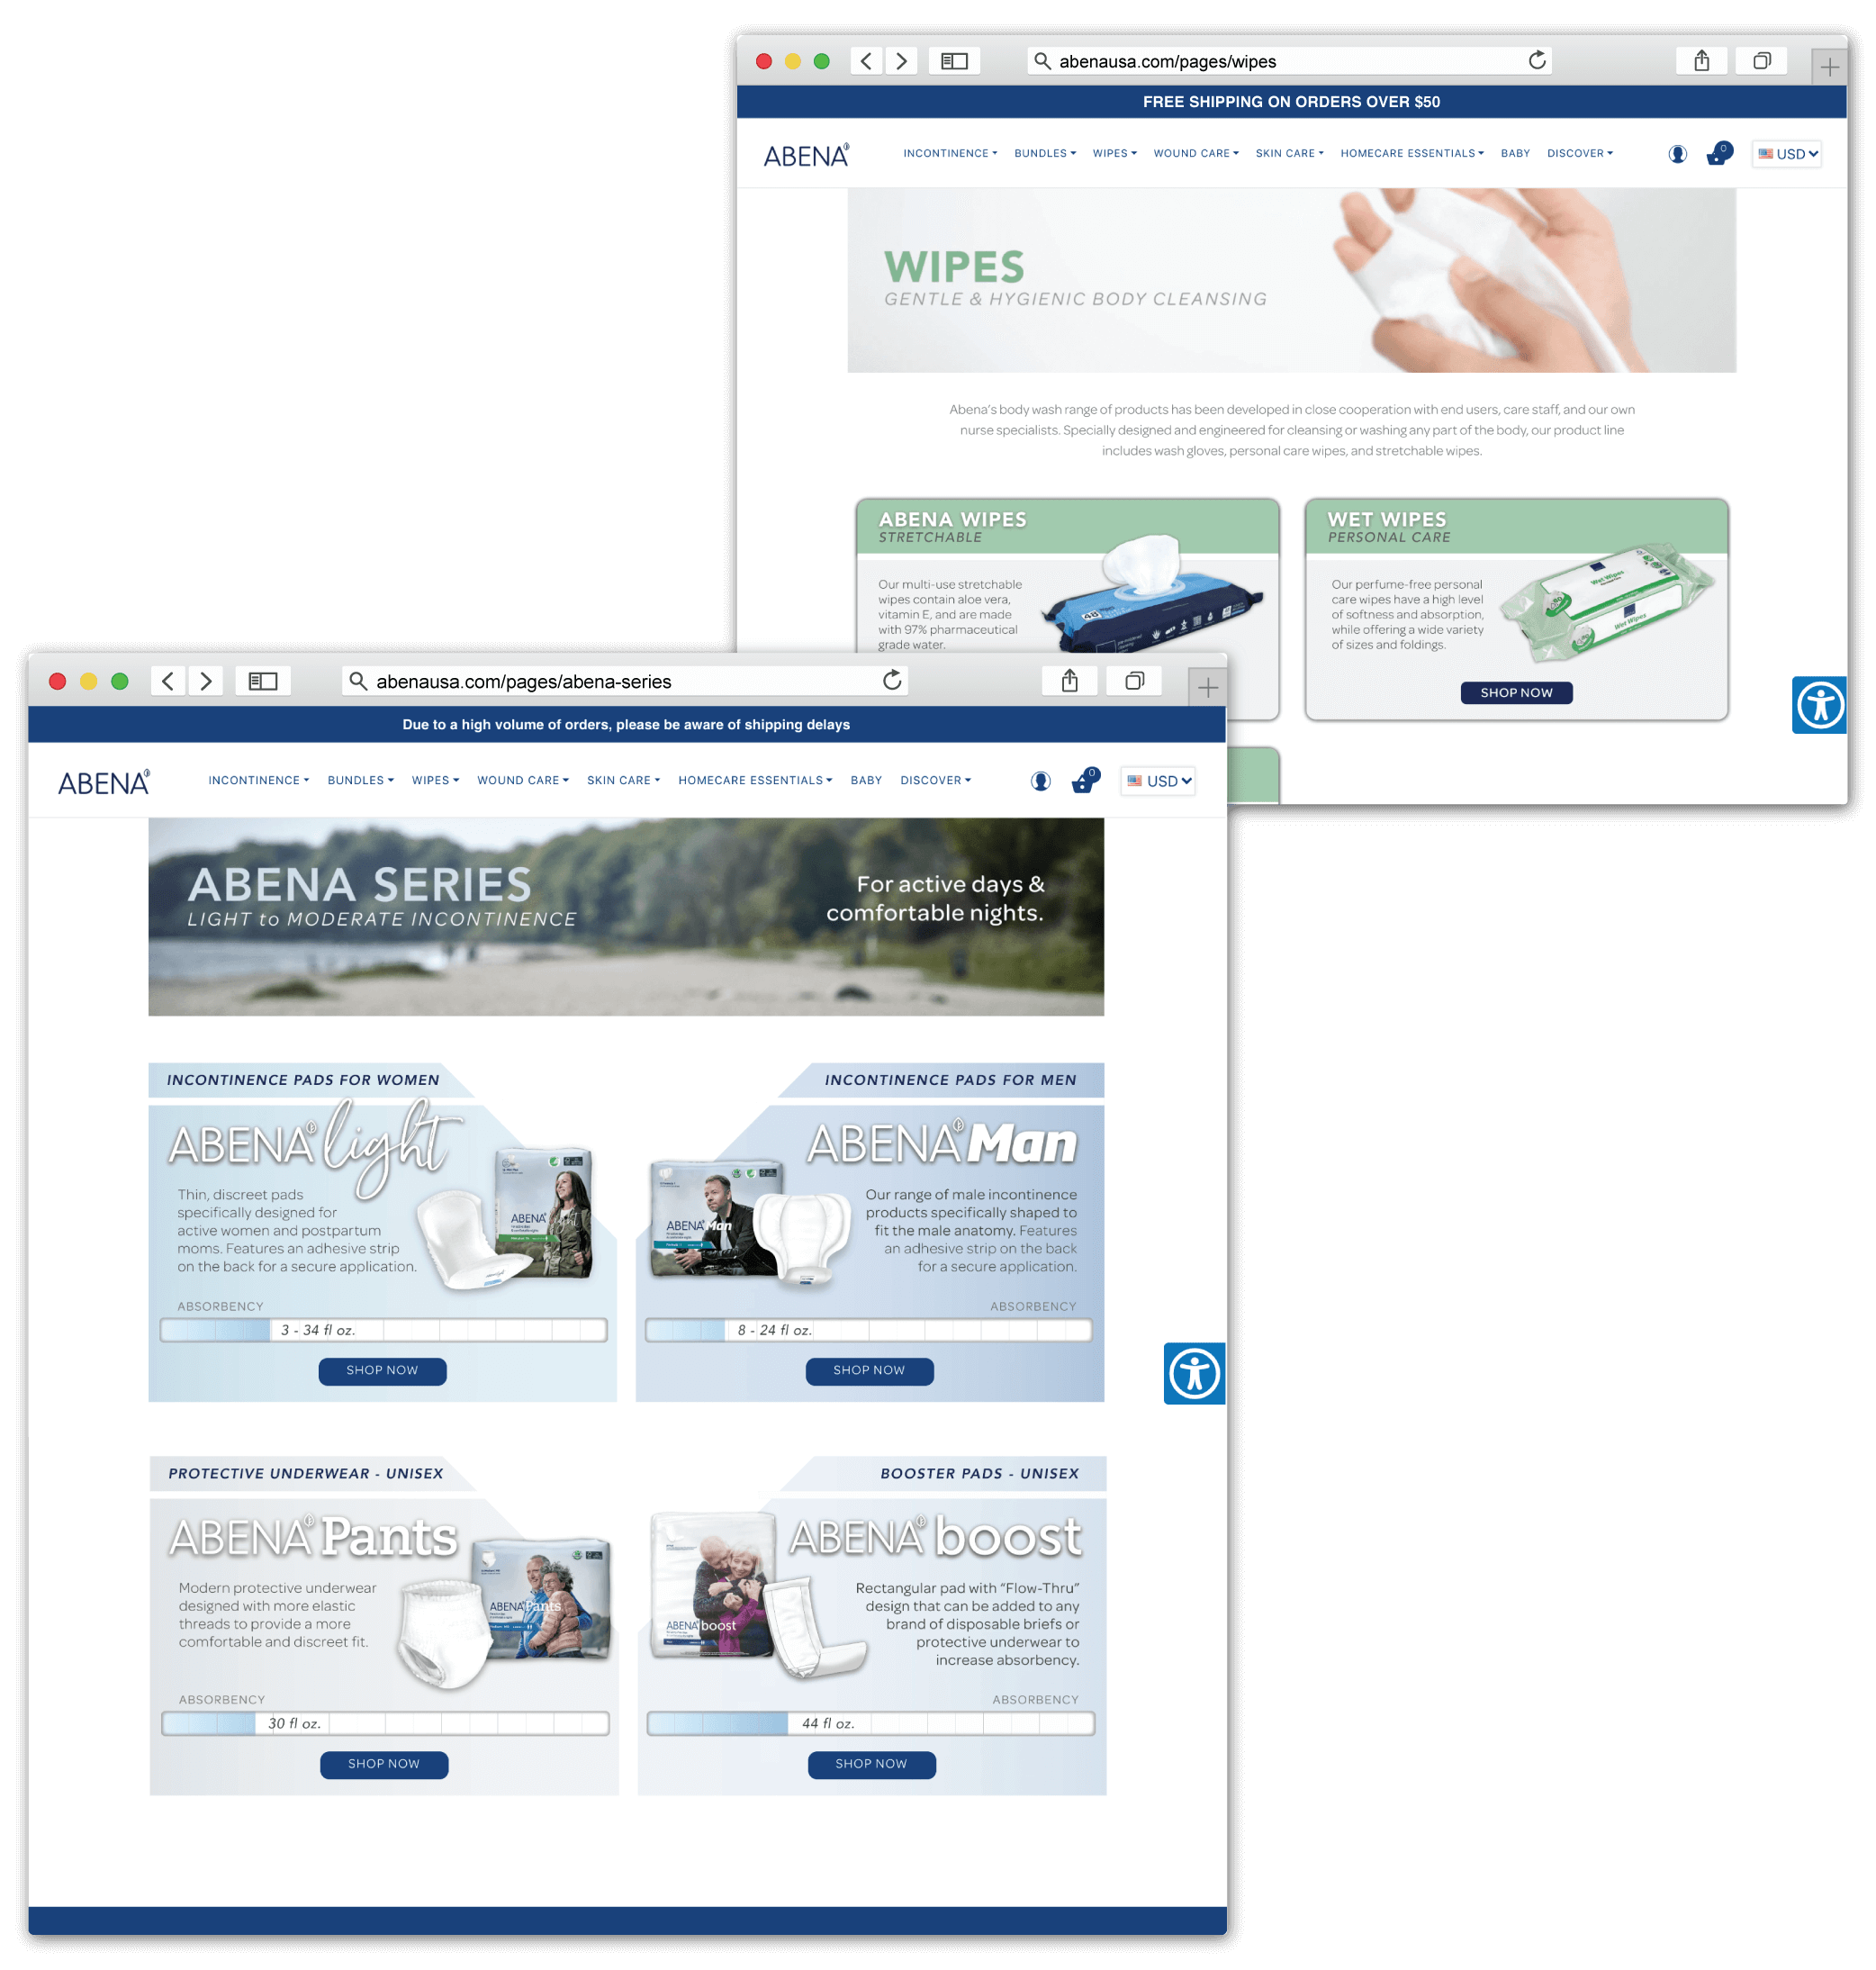 abenausa.com/pages/wipes
FREE SHIPPING ON ORDERS OVER $50
ABENA
INCONTINENCE BUNDLES WIPES WOUND CARE SKIN CARE HOMECARE ESSENTIALS BABY DISCOVER
0
USD
WIPES
GENTLE & HYGIENIC BODY CLEANSING
Abena's body wash range of products has been developed in close cooperation with end users, care staff, and our own
nurse specialists. Specially designed and engineered for cleansing or washing any part of the body, our product line
includes wash gloves, personal care wipes, and stretchable wipes.
ABENA WIPES
STRETCHABLE
Our multi-use stretchable
wipes contain aloe vera,
vitamin E, and are made
with 97% pharmaceutical
grade water.
48
WET WIPES
PERSONAL CARE
Our perfume-free personal
care wipes have a high level
of softness and absorption,
while offering a wide variety
of sizes and foldings.
Wet Wipes
Wet Wipes
SHOP NOW
abenausa.com/pages/abena-series
Due to a high volume of orders, please be aware of shipping delays
ABENA
INCONTINENCE BUNDLES WIPES WOUND CARE SKIN CARE HOMECARE ESSENTIALS BABY DISCOVER
0
USD
ABENA SERIES
LIGHT to MODERATE INCONTINENCE
For active days &
comfortable nights.
INCONTINENCE PADS FOR WOMEN
ABENA light
Thin, discreet pads
specifically designed for
active women and postpartum
moms. Features an adhesive strip
on the back for a secure application.
ABENA
ABSORBENCY
3 - 34 fl oz.
SHOP NOW
INCONTINENCE PADS FOR MEN
ABENA Man
Our range of male incontinence
products specifically shaped to
fit the male anatomy. Features
an adhesive strip on the back
for a secure application.
ABENA Man
ABSORBENCY
8 - 24 fl oz.
SHOP NOW
PROTECTIVE UNDERWEAR - UNISEX
ABENA Pants
Modern protective underwear
designed with more elastic
threads to provide a more
comfortable and discreet fit.
ABENA Pants
ABSORBENCY
30 fl oz.
SHOP NOW
BOOSTER PADS - UNISEX
ABENA boost
Rectangular pad with “Flow-Thru”
design that can be added to any
brand of disposable briefs or
protective underwear to
increase absorbency.
ABENA boost
ABSORBENCY
44 fl oz.
SHOP NOW